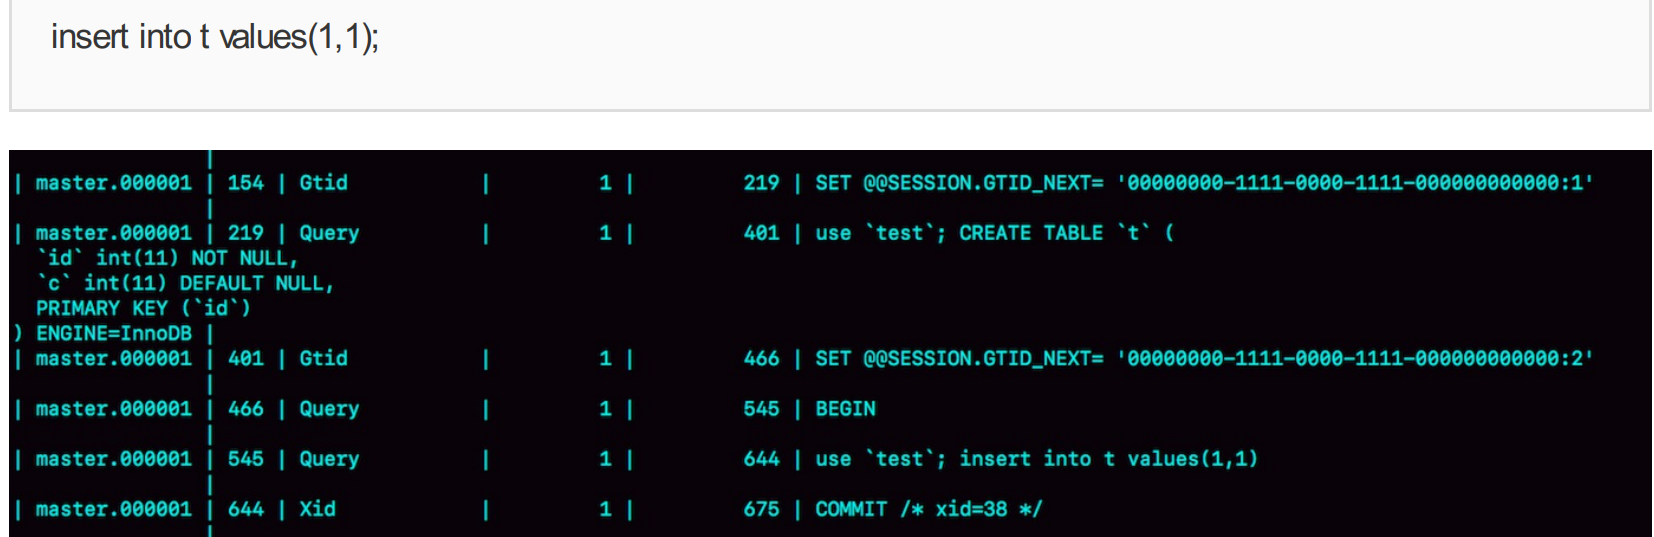 insert into t values(1,1);
|
| master.000001 | 154 | Gtid | 1 | 219 | SET @@SESSION.GTID_NEXT= '00000000-1111-0000-1111-000000000000:1'
|
| master.000001 | 219 | Query | 1 | 401 | use `test`; CREATE TABLE `t` (
`id` int(11) NOT NULL,
`c` int(11) DEFAULT NULL,
PRIMARY KEY (`id`)
) ENGINE=InnoDB |
| master.000001 | 401 | Gtid | 1 | 466 | SET @@SESSION.GTID_NEXT= '00000000-1111-0000-1111-000000000000:2'
|
| master.000001 | 466 | Query | 1 | 545 | BEGIN
|
| master.000001 | 545 | Query | 1 | 644 | use `test`; insert into t values(1,1)
|
| master.000001 | 644 | Xid | 1 | 675 | COMMIT /* xid=38 */
|